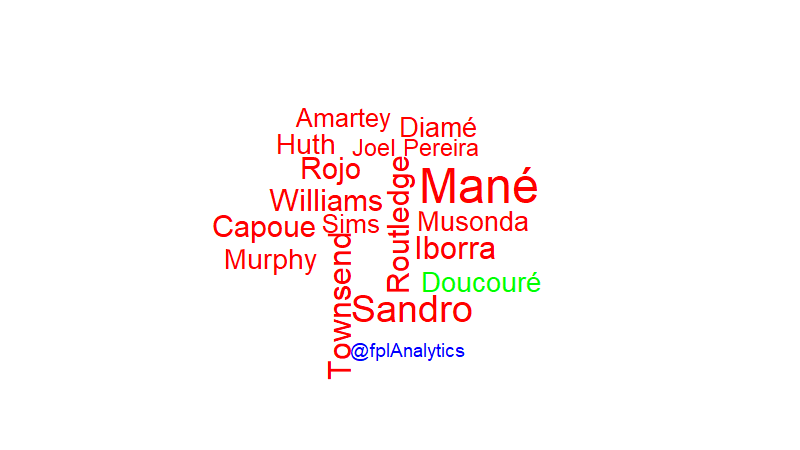 Amartey
Diamé
Huth
Joel Pereira
Rojo
Routledge
Mané
Williams
Capoue
Sims
Musonda
Townsend
Iborra
Murphy
Doucouré
Sandro
@fplAnalytics